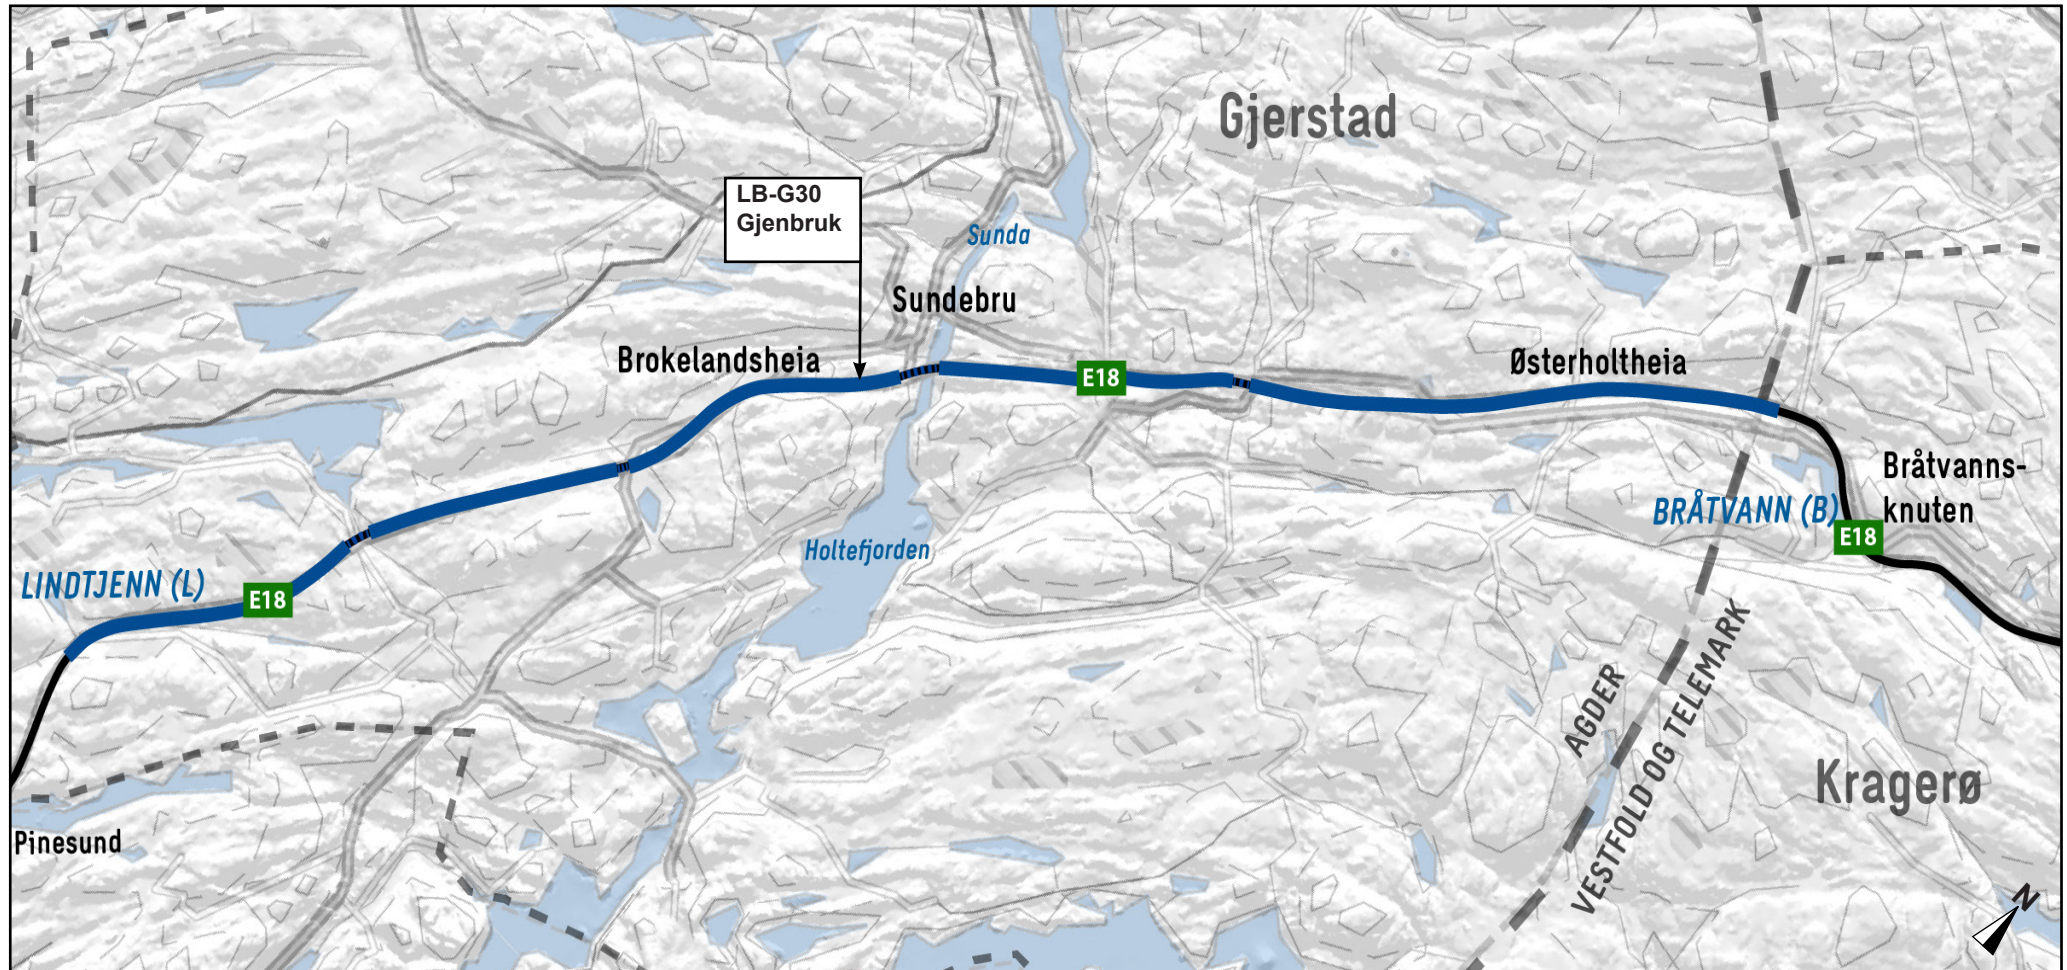 Gjerstad
LB-G30
Gjenbruk
Sunda
Sundebru
Brokelandsheia
E18
Østerholtheia
Bråtvanns-
knuten
BRÅTVANN (B)
E18
Holtefjorden
LINDTJENN (L)
E18
AGDER
VESTFOLD OG TELEMARK
Kragerø
Pinesund
N